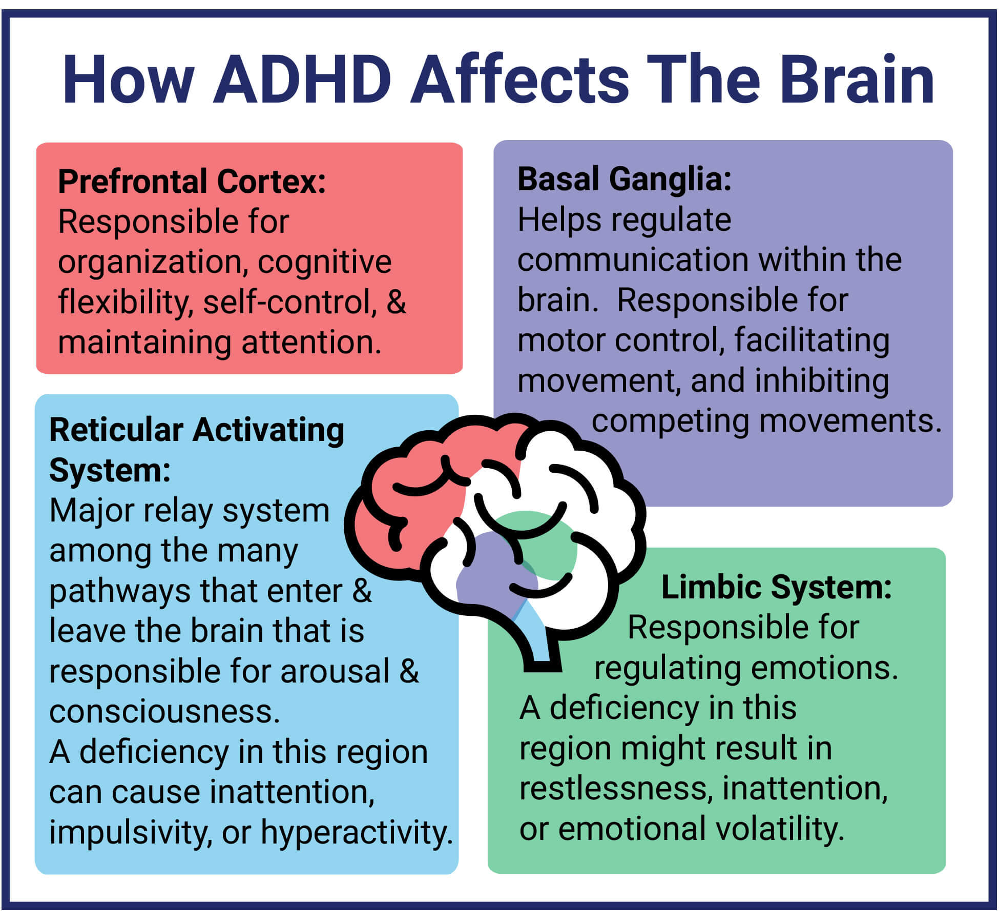 How ADHD Affects The Brain
Prefrontal Cortex:
Responsible for
organization, cognitive
flexibility, self-control, &
maintaining attention.
Basal Ganglia:
Helps regulate
communication within the
brain.  Responsible for
motor control, facilitating
movement, and inhibiting
competing movements.
Reticular Activating
System:
Major relay system
among the many
pathways that enter &
leave the brain that is
responsible for arousal &
consciousness.
A deficiency in this region
can cause inattention,
impulsivity, or hyperactivity.
Limbic System:
Responsible for
regulating emotions.
A deficiency in this
region might result in
restlessness, inattention,
or emotional volatility.